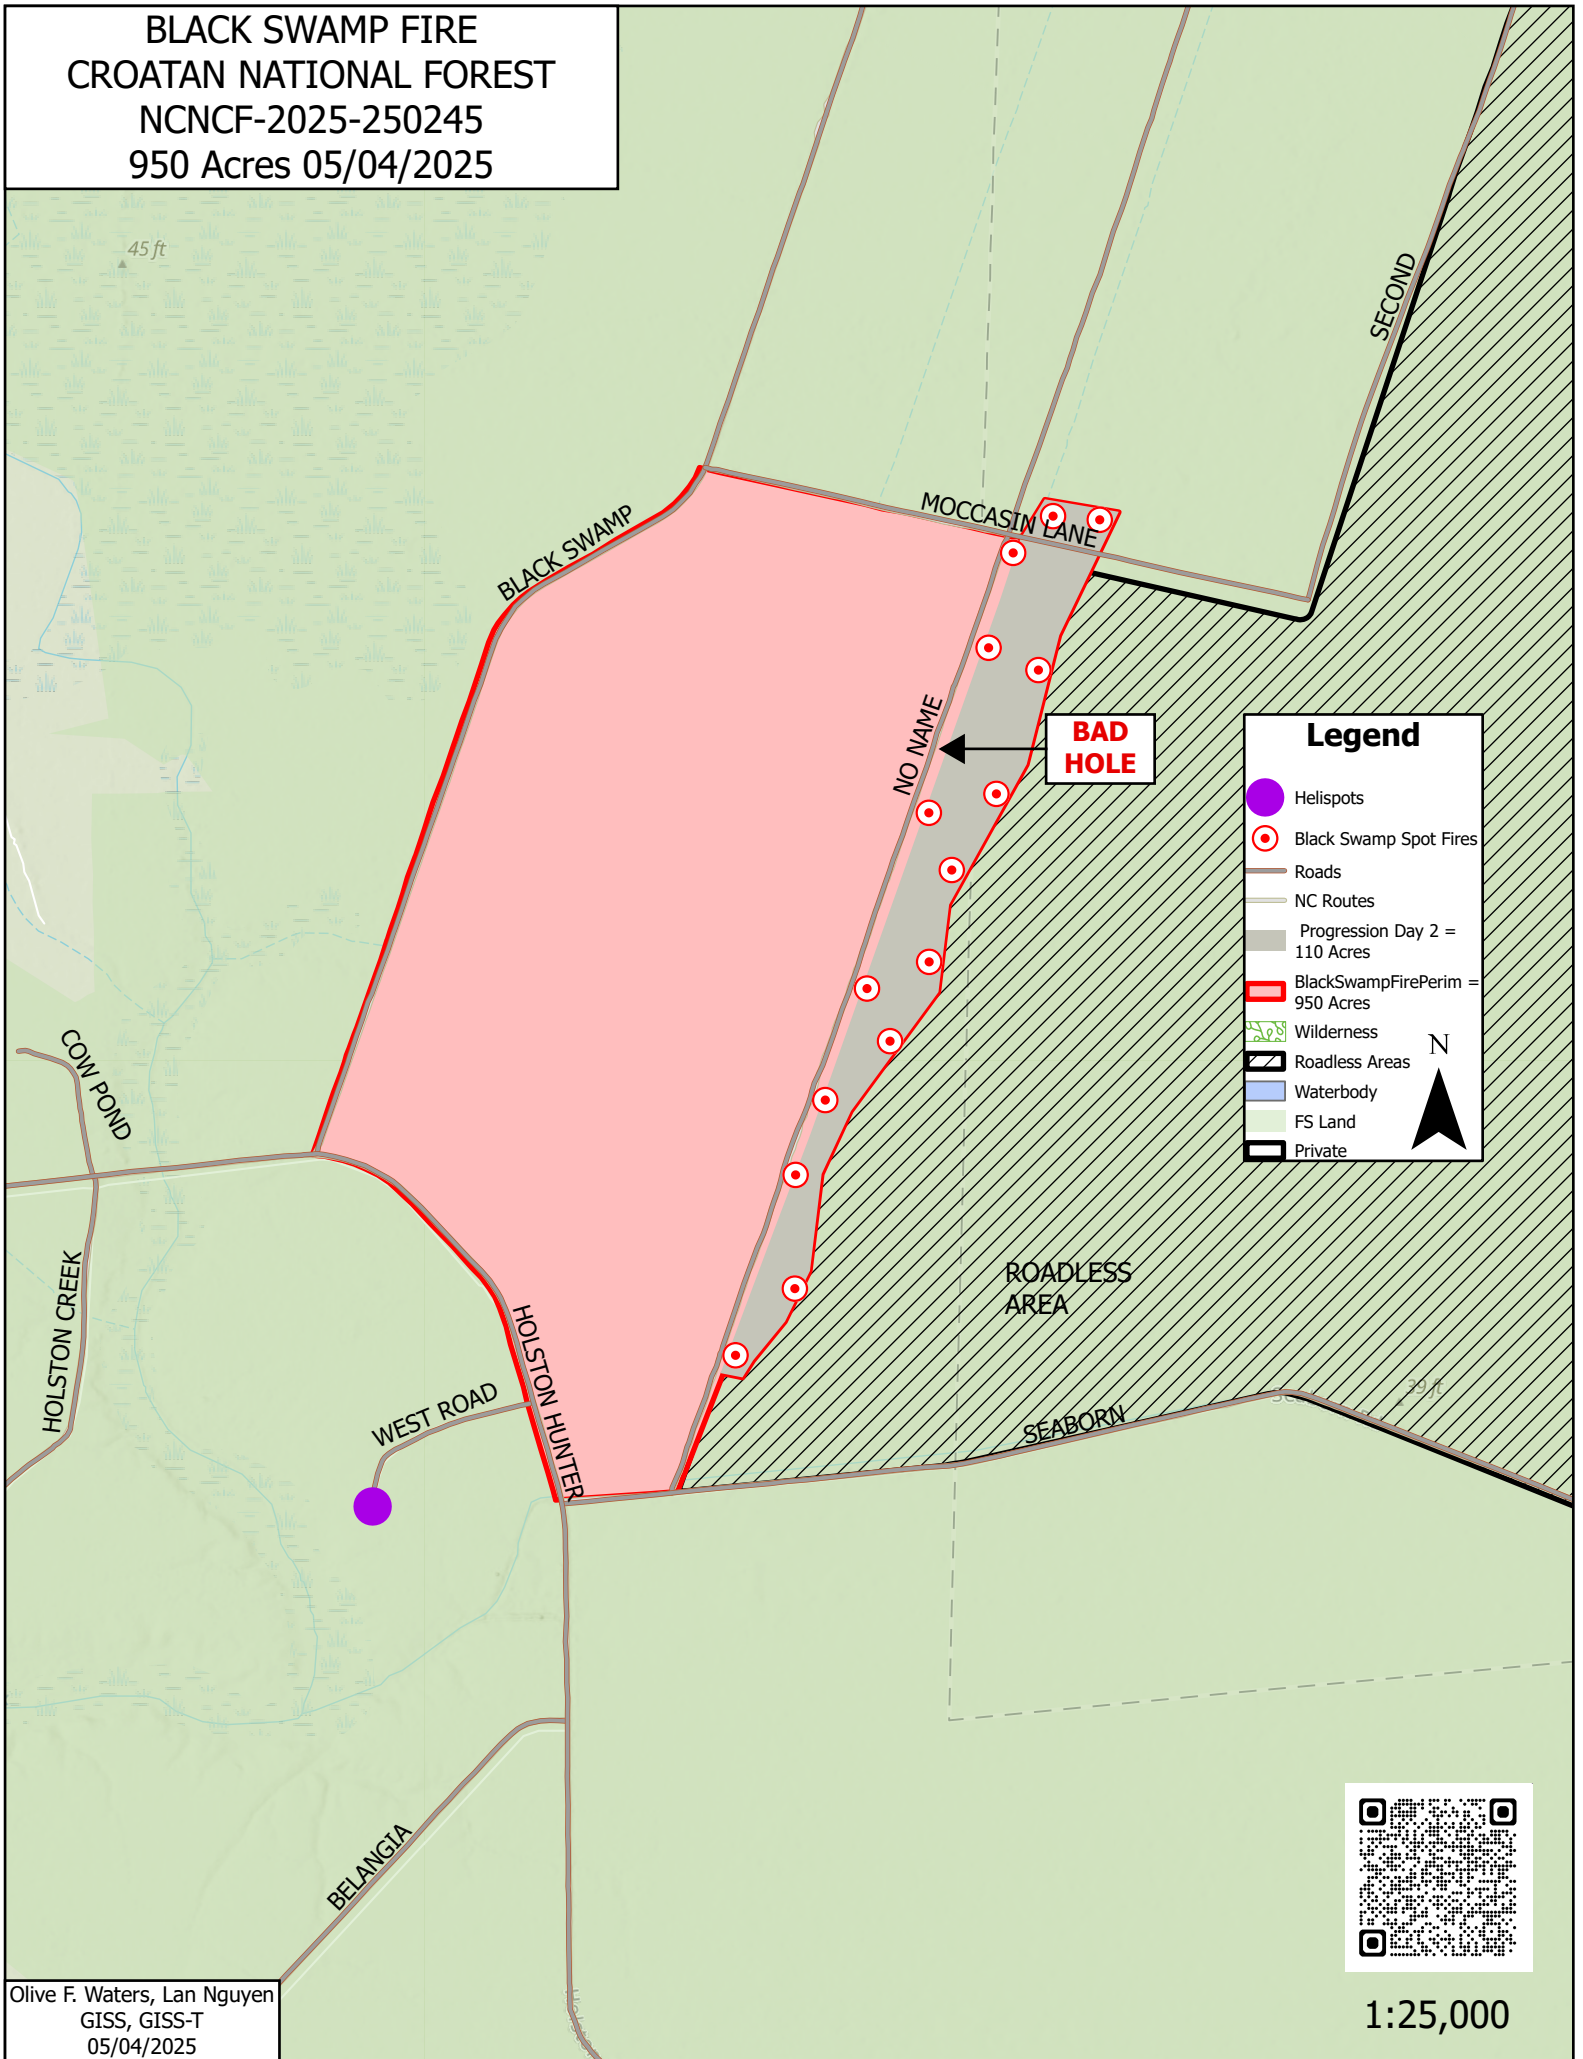 BLACK SWAMP FIRE
CROATAN NATIONAL FOREST
NCNCF-2025-250245
950 Acres 05/04/2025
45 ft
SECOND
MOCCASIN LANE
BLACK SWAMP
NO NAME
BAD
HOLE
Legend
Helispots
Black Swamp Spot Fires
Roads
NC Routes
Progression Day 2 =
110 Acres
BlackSwampFirePerim =
950 Acres
Wilderness
Roadless Areas
Waterbody
FS Land
Private
N
COW POND
HOLSTON CREEK
HOLSTON HUNTER
WEST ROAD
ROADLESS
AREA
39 ft
SEABORN
BELANGIA
Olive F. Waters, Lan Nguyen
GISS, GISS-T
05/04/2025
1:25,000